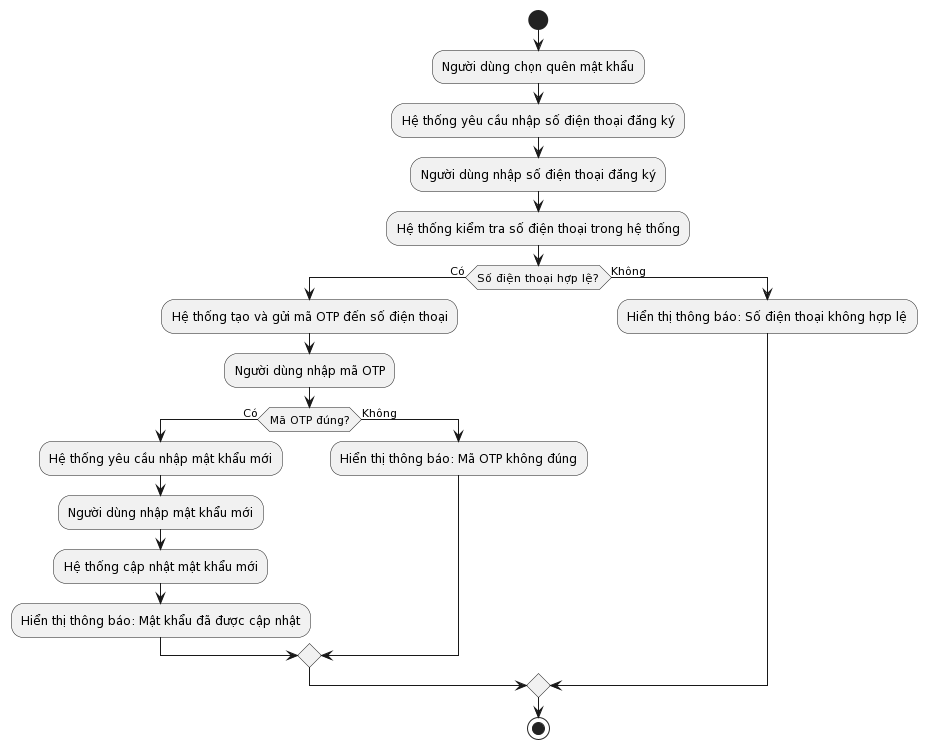 Người dùng chọn quên mật khẩu
Hệ thống yêu cầu nhập số điện thoại đăng ký
Người dùng nhập số điện thoại đăng ký
Hệ thống kiểm tra số điện thoại trong hệ thống
Có
Số điện thoại hợp lệ?
Không
Hệ thống tạo và gửi mã OTP đến số điện thoại
Hiển thị thông báo: Số điện thoại không hợp lệ
Người dùng nhập mã OTP
Có
Mã OTP đúng?
Không
Hệ thống yêu cầu nhập mật khẩu mới
Hiển thị thông báo: Mã OTP không đúng
Người dùng nhập mật khẩu mới
Hệ thống cập nhật mật khẩu mới
Hiển thị thông báo: Mật khẩu đã được cập nhật